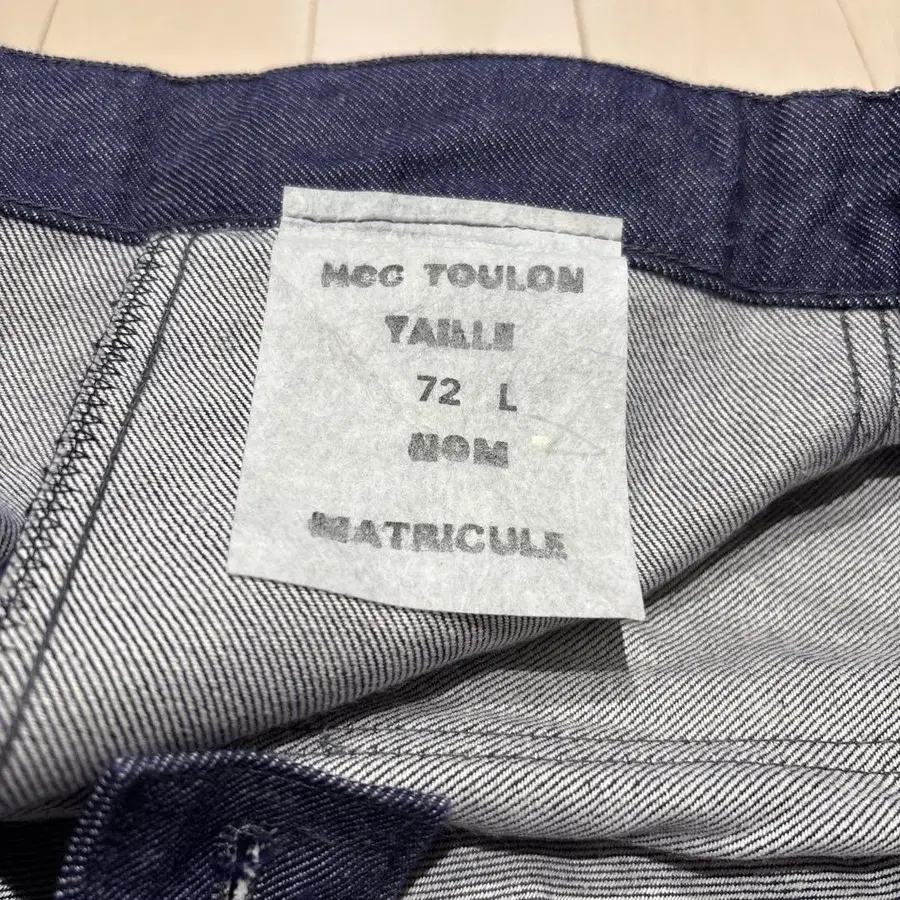 MCC TOULON
TAILLE
72 L
NOM
MATRICULE